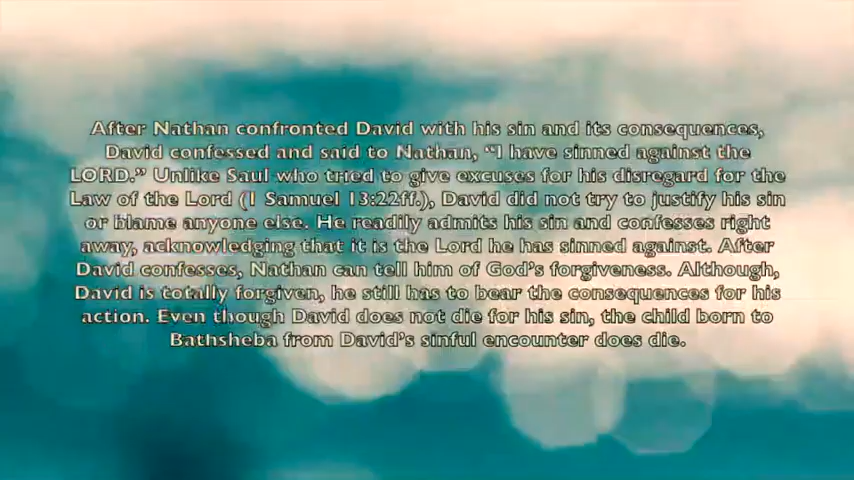 After Nathan confronted David with his sin and its consequences,
David confessed and said to Nathan, “I have sinned against the
LORD.” Unlike Saul who tried to give excuses for his disregard for the
Law of the Lord (1 Samuel 13:22ff.), David did not try to justify his sin
or blame anyone else. He readily admits his sin and confesses right
away, acknowledging that it is the Lord he has sinned against. After
David confesses, Nathan can tell him of God’s forgiveness. Although,
David is totally forgiven, he still has to bear the consequences for his
action. Even though David does not die for his sin, the child born to
Bathsheba from David’s sinful encounter does die.